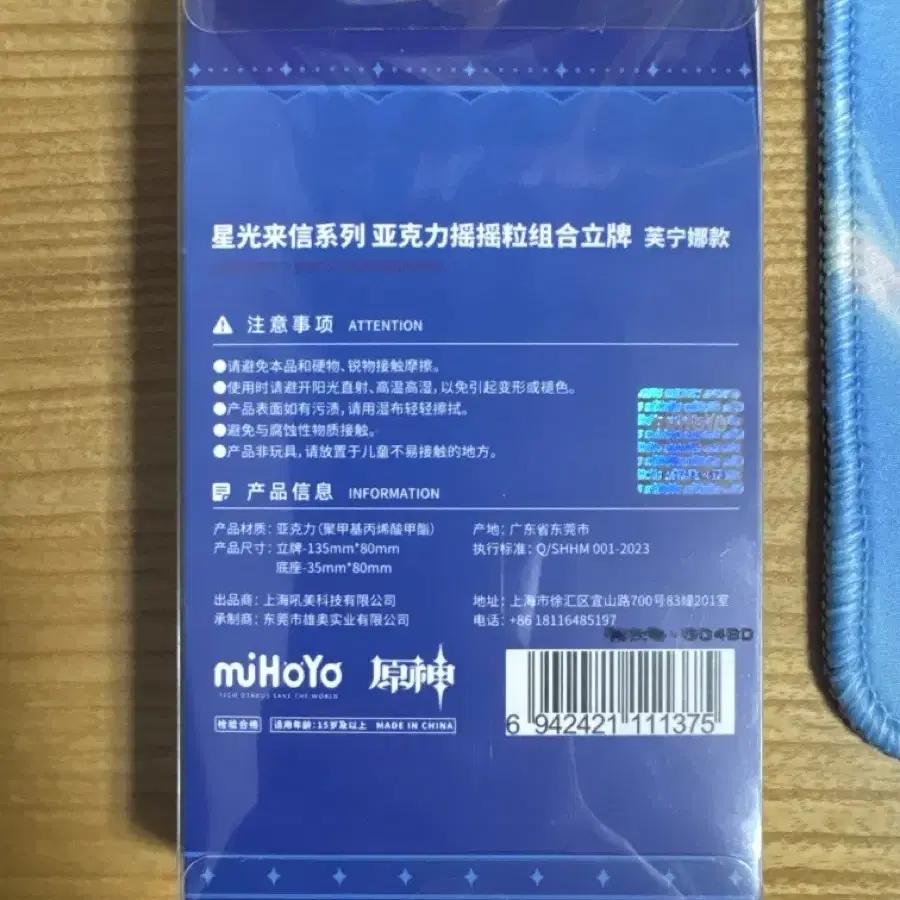 星光来信系列 亚克力摇摇粒组合立牌 芙宁娜款
注意事项 ATTENTION
●请避免本品和硬物、锐物接触摩擦。
●使用时请避开阳光直射、高温高湿，以免引起变形或褪色。
●产品表面如有污渍，请用湿布轻轻擦拭。
●避免与腐蚀性物质接触。
●产品非玩具，请放置于儿童不易接触的地方。
miHoYo
产品信息 INFORMATION
产品材质：亚克力（聚甲基丙烯酸甲酯）
产品尺寸：立牌-135mm*80mm
底座-35mm*80mm
产地：广东省东莞市
执行标准：Q/SHHM 001-2023
出品商：上海吼美科技有限公司
承制商：东莞市雄奥实业有限公司
地址：上海市徐汇区宜山路700号83幢201室
电话：+86 18116485197
miHoYo
TECH OTAKUS SAVE THE WORLD
原神
检验合格 适用年龄：15岁及以上 MADE IN CHINA
6 942421 111375